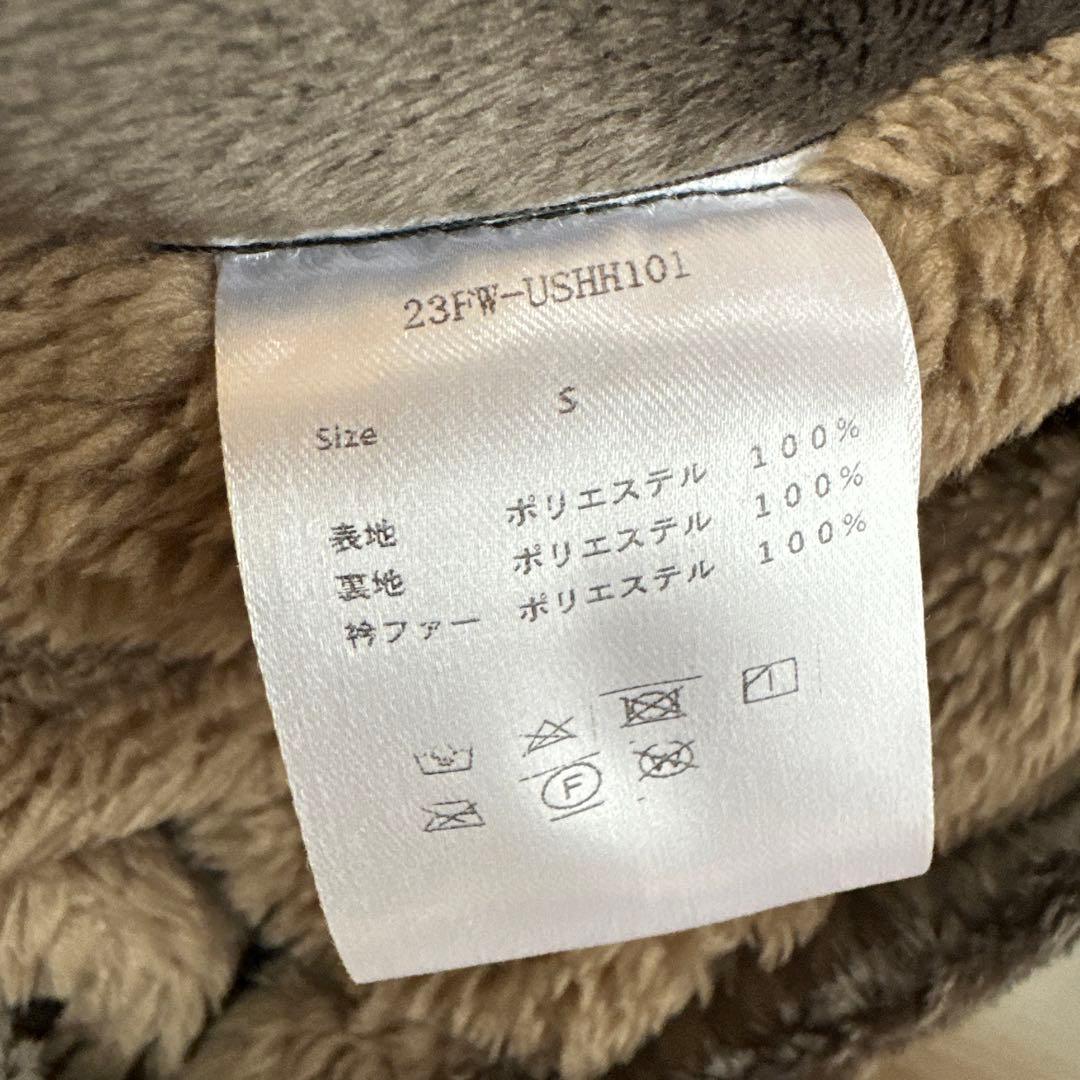 23FW-USHH101
Size S
表地 ポリエステル 100%
裏地 ポリエステル 100%
衿ファー ポリエステル 100%
F
W